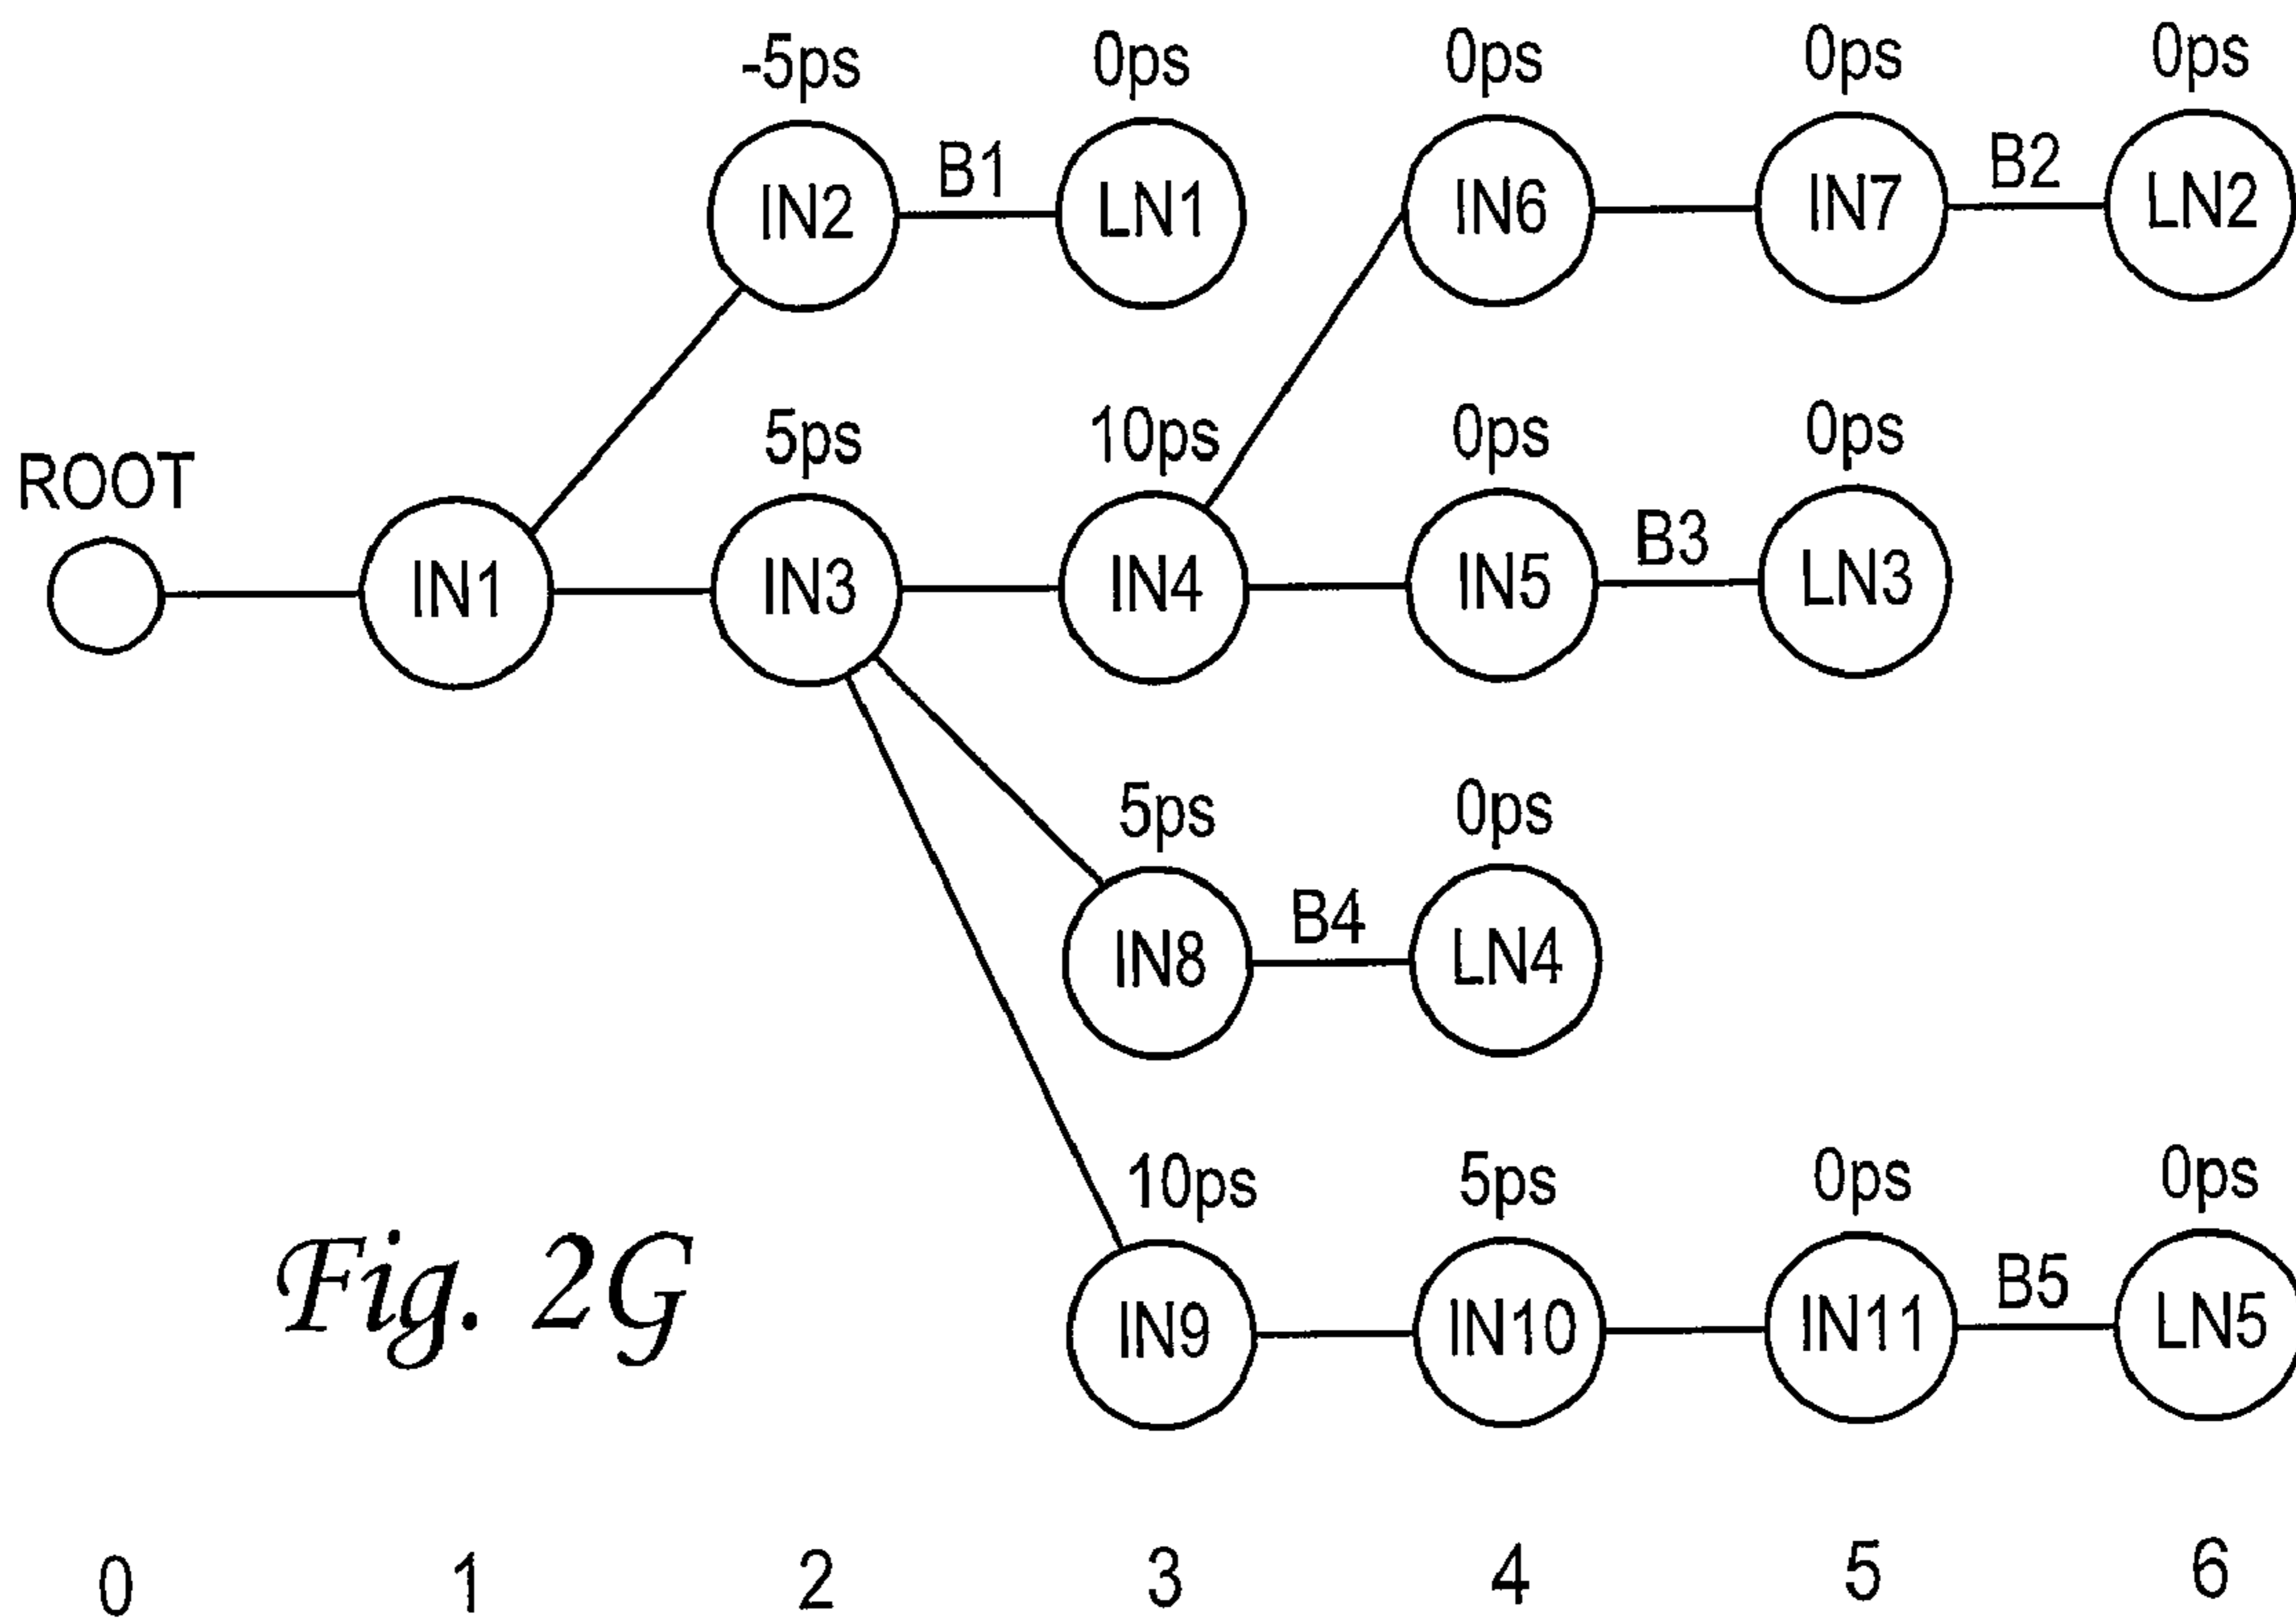 -5ps 0ps 0ps 0ps 0ps
IN2 B1 LN1 IN6 IN7 B2 LN2
5ps 10ps 0ps 0ps
ROOT
IN1 IN3 IN4 IN5 B3 LN3
5ps 0ps
IN8 B4 LN4
10ps 5ps 0ps 0ps
Fig. 2G
IN9 IN10 IN11 B5 LN5
0 1 2 3 4 5 6